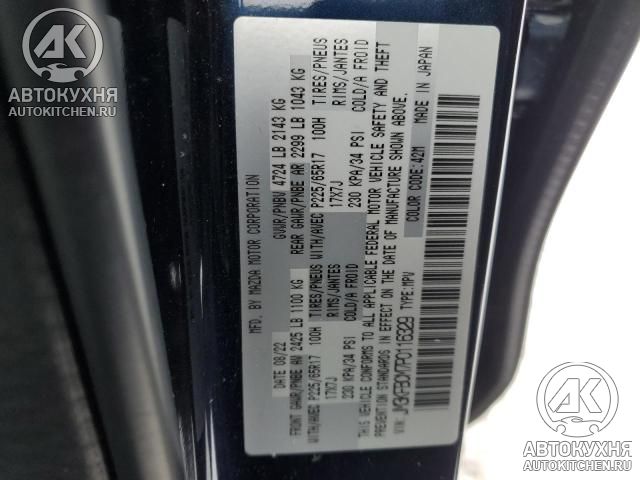 АК
АВТОКУХНЯ
AUTOKITCHEN.RU
MFD. BY MAZDA MOTOR CORPORATION
DATE 08/22 GVWR/PNBV 4724 LB 2143 KG
FRONT GAWR/PNBE AV 2425 LB 1100 KG REAR GAWR/PNBE AR 2299 LB 1043 KG
WITH/AVEC P225/65R17 100H TIRES/PNEUS WITH/AVEC P225/65R17 100H TIRES/PNEUS
17X7J RIMS/JANTES 17X7J RIMS/JANTES
230 KPA/34 PSI COLD/A FROID 230 KPA/34 PSI COLD/A FROID
THIS VEHICLE CONFORMS TO ALL APPLICABLE FEDERAL MOTOR VEHICLE SAFETY AND THEFT
PREVENTION STANDARDS IN EFFECT ON THE DATE OF MANUFACTURE SHOWN ABOVE.
VIN: TYPE:MPV COLOR CODE:42M MADE IN JAPAN
АК
АВТОКУХНЯ
AUTOKITCHEN.RU